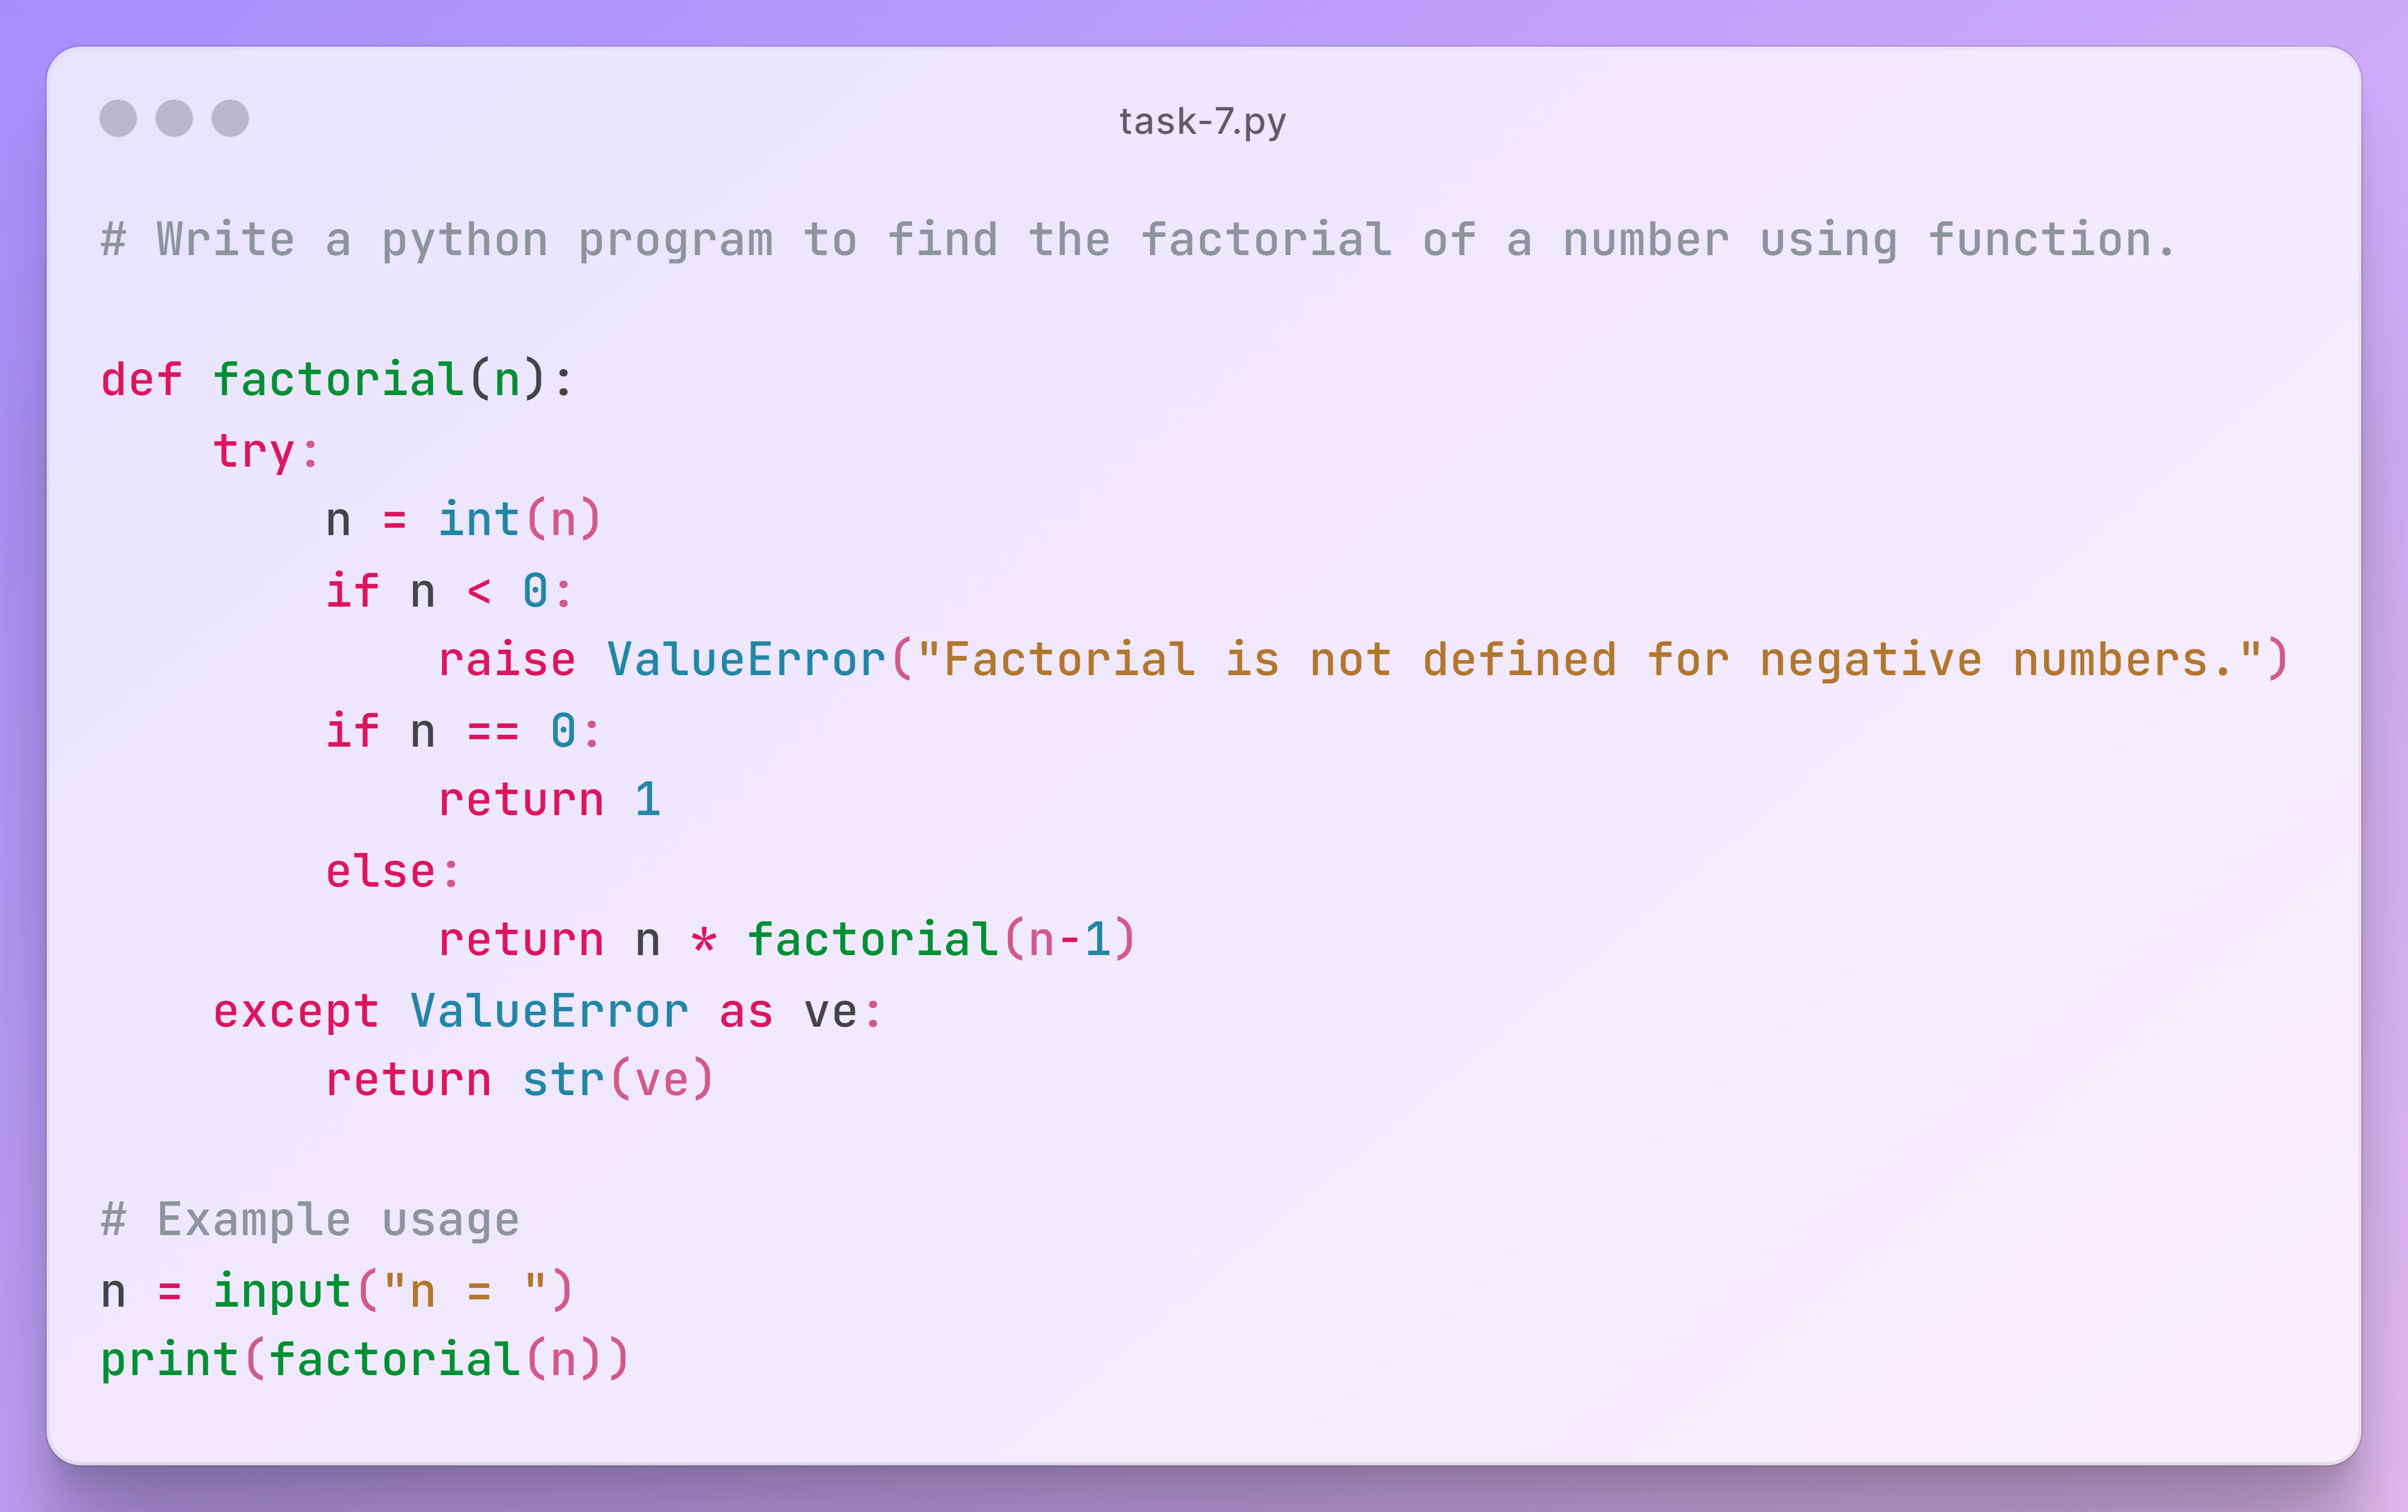 task-7.py
# Write a python program to find the factorial of a number using function.
def factorial(n):
    try:
        n = int(n)
        if n < 0:
            raise ValueError("Factorial is not defined for negative numbers.")
        if n == 0:
            return 1
        else:
            return n * factorial(n-1)
    except ValueError as ve:
        return str(ve)
# Example usage
n = input("n = ")
print(factorial(n))